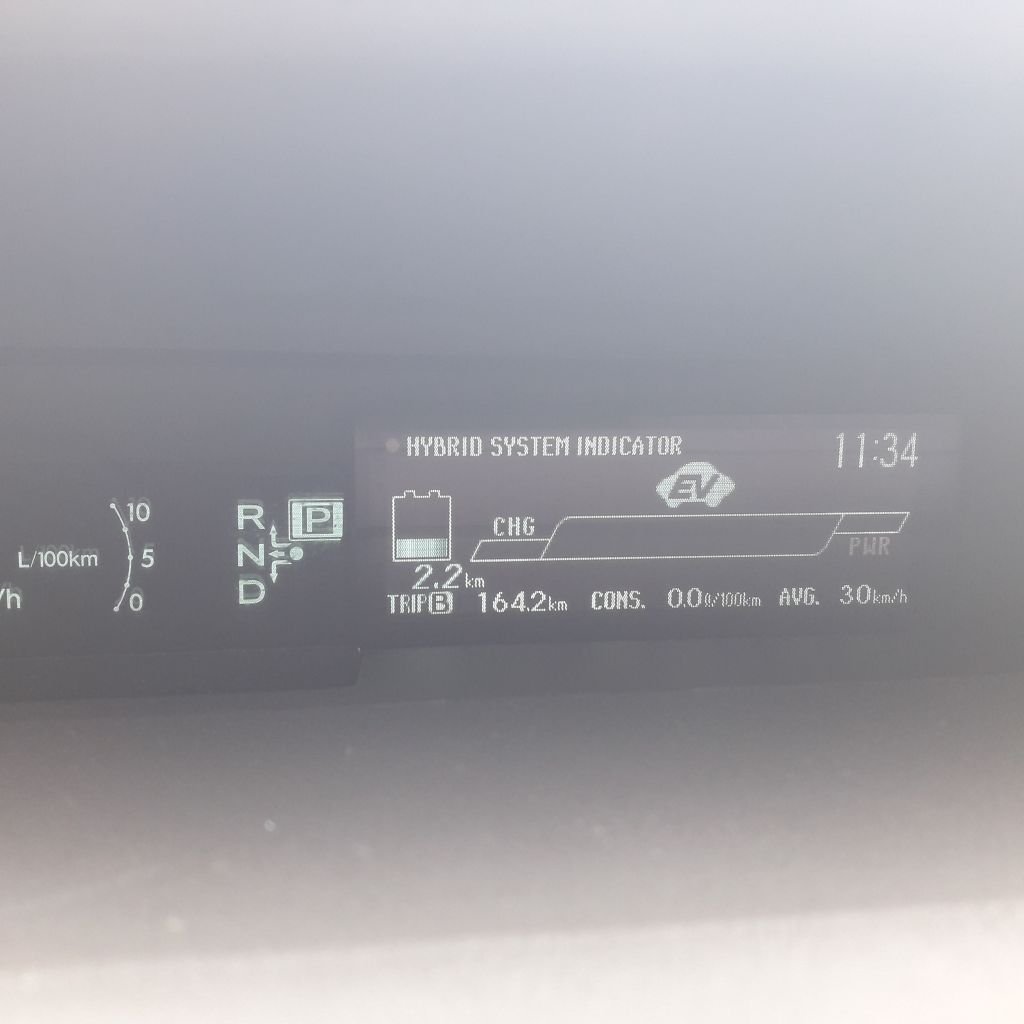 HYBRID SYSTEM INDICATOR 11:34
EV
10
R P
CHG
L/100km 5
N
PWR
2.2km
/h 0
D
TRIP B 164.2km CONS. 0.0ℓ/100km AVG. 30km/h